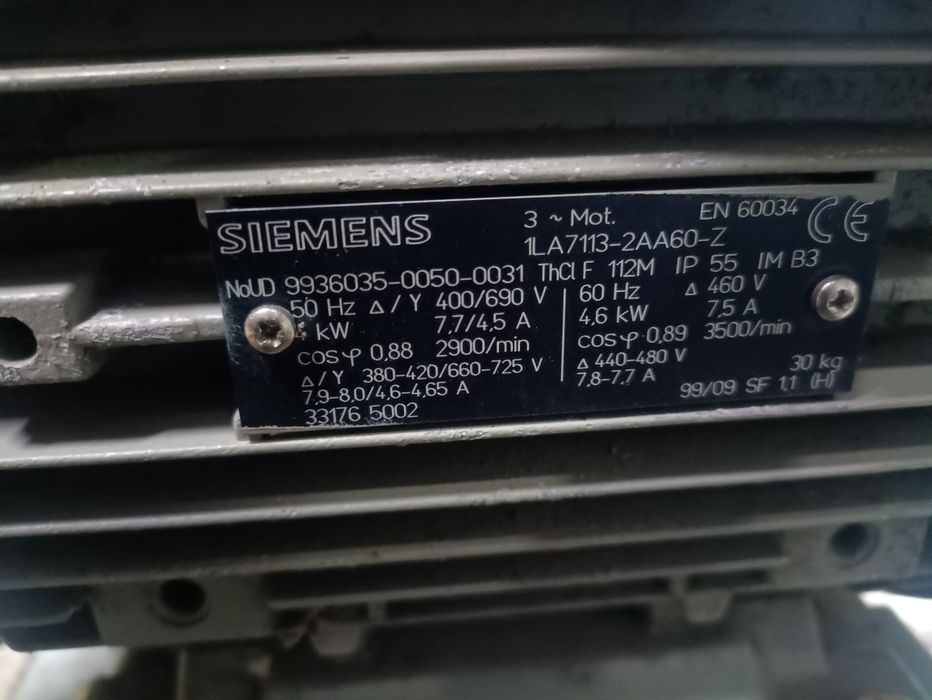 SIEMENS
3 ~ Mot.
EN 60034
CE
1LA7113-2AA60-Z
NoUD 9936035-0050-0031 ThCl F 112M IP 55 IM B3
50 Hz Δ/Y 400/690 V
4 kW 7,7/4,5 A
cosφ 0,88 2900/min
Δ/Y 380-420/660-725 V
7,9-8,0/4,6-4,65 A
33176 5002
60 Hz Δ 460 V
4,6 kW 7.5 A
cosφ 0,89 3500/min
Δ 440-480 V
7,8-7.7 A
30 kg
99/09 SF 1,1 (H)